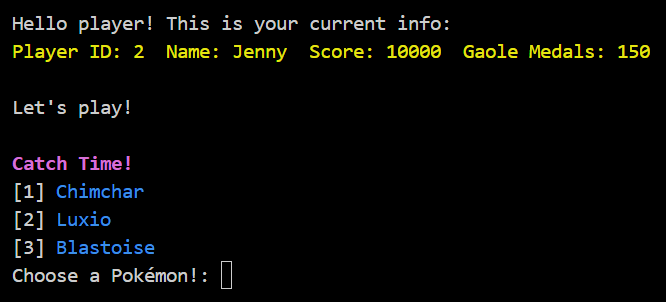 Hello player! This is your current info:
Player ID: 2  Name: Jenny  Score: 10000  Gaole Medals: 150
Let's play!
Catch Time!
[1] Chimchar
[2] Luxio
[3] Blastoise
Choose a Pokémon!: